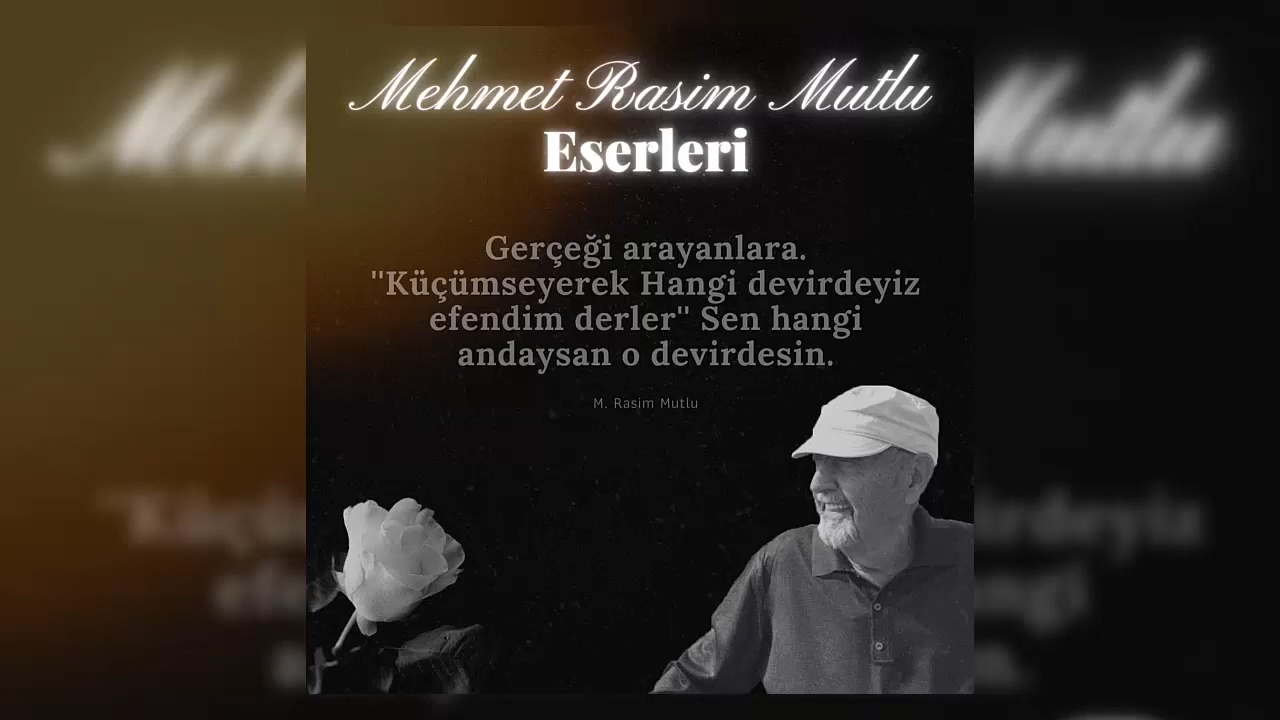 Mehmet Rasim Mutlu
Eserleri
Gerçeği arayanlara.
"Küçümseyerek Hangi devirdeyiz
efendim derler" Sen hangi
andaysan o devirdesin.
M. Rasim Mutlu